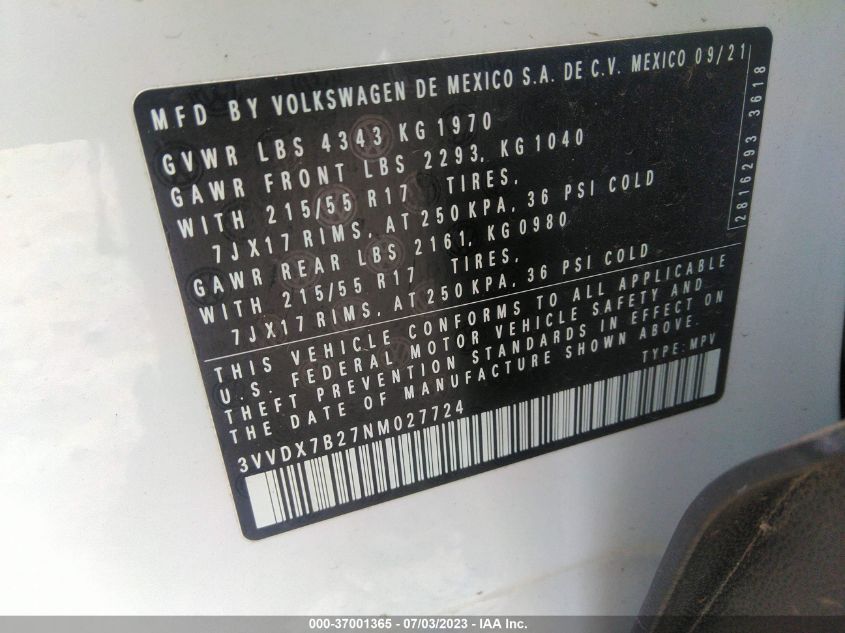 MFD BY VOLKSWAGEN DE MEXICO S.A. DE C.V. MEXICO 09/21
GVWR LBS 4343 KG 1970
GAWR FRONT LBS 2293, KG 1040
WITH 215/55 R17 TIRES,
7JX17 RIMS, AT 250 KPA, 36 PSI COLD
GAWR REAR LBS 2161, KG 0980
WITH 215/55 R17 TIRES,
7JX17 RIMS, AT 250 KPA, 36 PSI COLD
2816293 3618
THIS VEHICLE CONFORMS TO ALL APPLICABLE
U.S. FEDERAL MOTOR VEHICLE SAFETY AND
THEFT PREVENTION STANDARDS IN EFFECT ON
THE DATE OF MANUFACTURE SHOWN ABOVE.
TYPE: MPV
3VVDX7B27NM027724
000-37001365 - 07/03/2023 - IAA Inc.